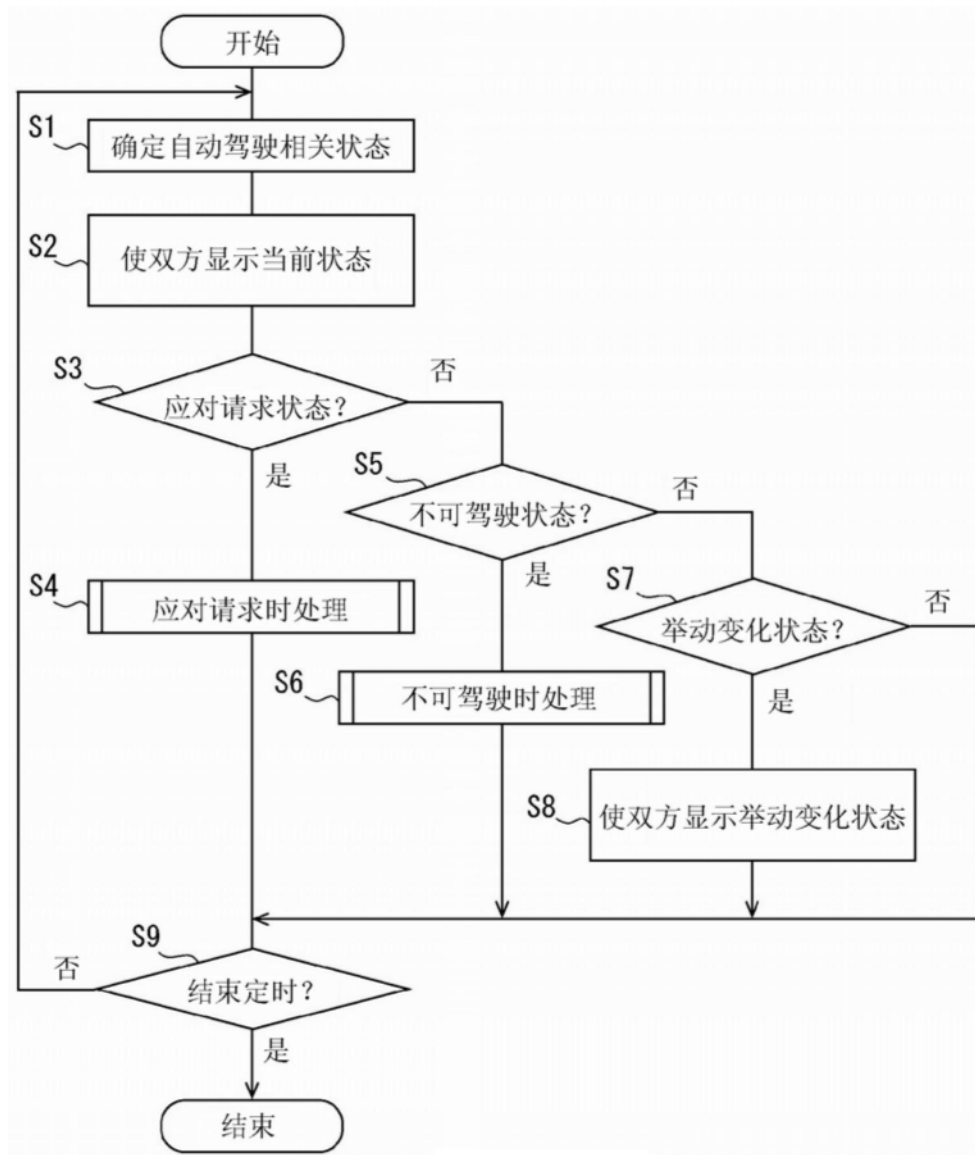 开始
S1
确定自动驾驶相关状态
S2
使双方显示当前状态
S3
应对请求状态?
否
是
S5
不可驾驶状态?
否
是
S4
应对请求时处理
S7
举动变化状态?
否
是
S6
不可驾驶时处理
S8
使双方显示举动变化状态
S9
结束定时?
否
是
结束